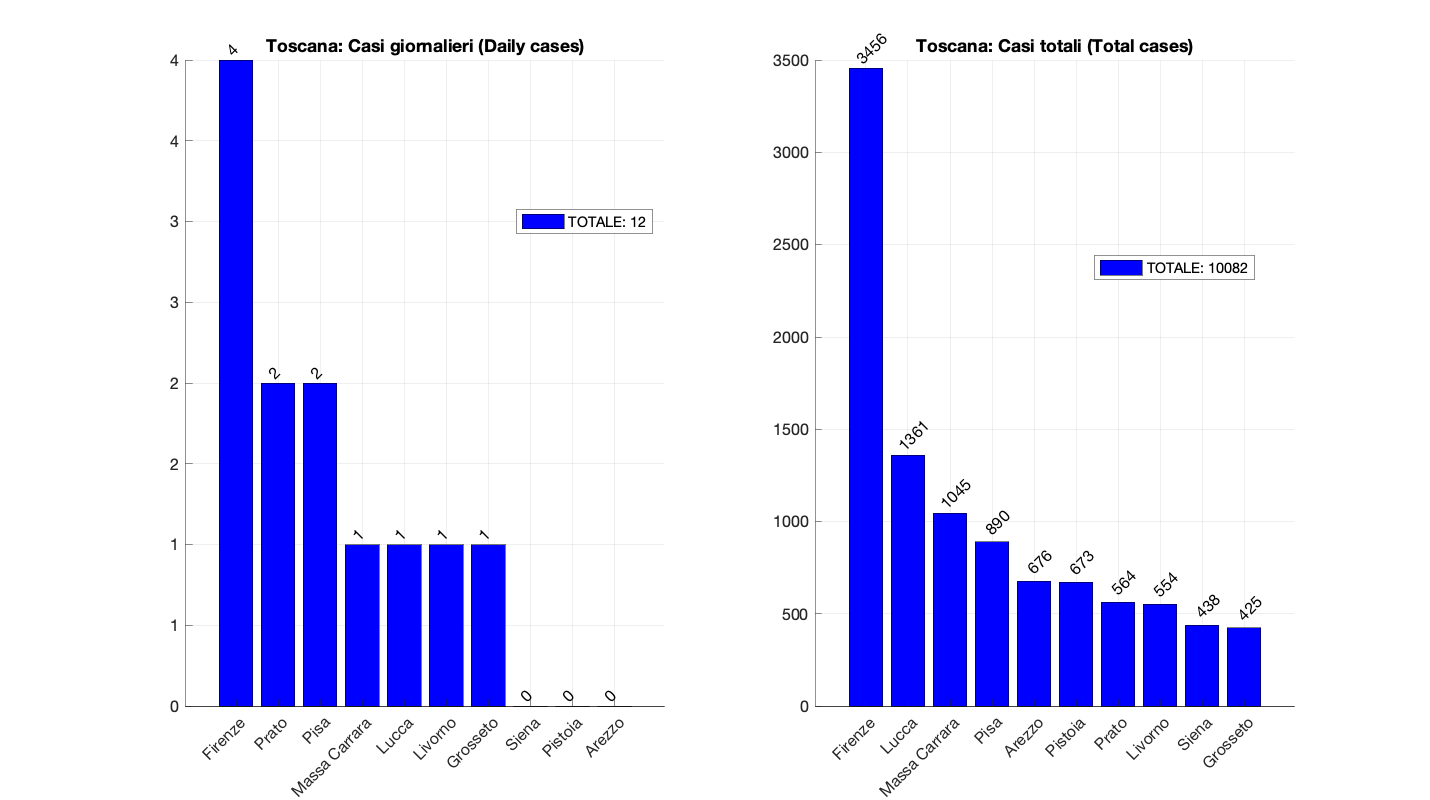 Toscana: Casi giornalieri (Daily cases)
4
4
3
3
2
2
1
1
0
4
2
2
1
1
1
1
0
0
0
TOTALE: 12
Firenze
Prato
Pisa
Massa Carrara
Lucca
Livorno
Grosseto
Siena
Pistoia
Arezzo
Toscana: Casi totali (Total cases)
3500
3000
2500
2000
1500
1000
500
0
3456
1361
1045
890
676
673
564
554
438
425
TOTALE: 10082
Firenze
Lucca
Massa Carrara
Pisa
Arezzo
Pistoia
Prato
Livorno
Siena
Grosseto